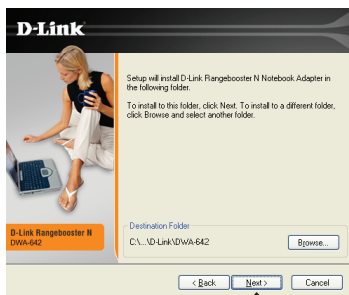 D-Link
Setup will install D-Link Rangebooster N Notebook Adapter in
the following folder.
To install to this folder, click Next. To install to a different folder,
click Browse and select another folder.
D-Link Rangebooster N
DWA-642
Destination Folder
C:\...\D-Link\DWA-642
Browse...
< Back
Next >
Cancel